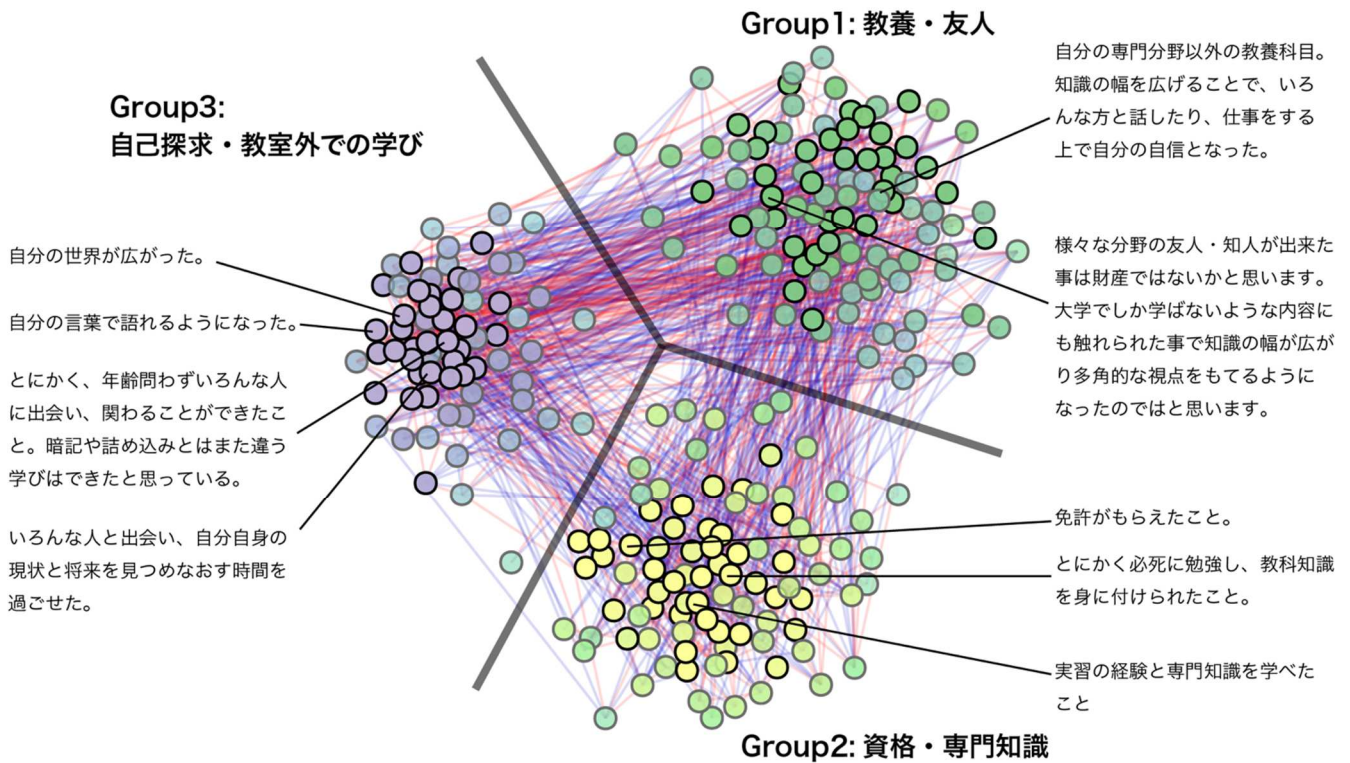 Group1: 教養・友人
自分の専門分野以外の教養科目。
知識の幅を広げることで、いろ
んな方と話したり、仕事をする
上で自分の自信となった。
様々な分野の友人・知人が出来た
事は財産ではないかと思います。
大学でしか学ばないような内容に
も触れられた事で知識の幅が広が
り多角的な視点をもてるように
なったのではと思います。
Group3:
自己探求・教室外での学び
自分の世界が広がった。
自分の言葉で語れるようになった。
とにかく、年齢問わずいろんな人
に出会い、関わることができたこ
と。暗記や詰め込みとはまた違う
学びはできたと思っている。
いろんな人と出会い、自分自身の
現状と将来を見つめなおす時間を
過ごせた。
免許がもらえたこと。
とにかく必死に勉強し、教科知識
を身に付けられたこと。
実習の経験と専門知識を学べた
こと
Group2: 資格・専門知識